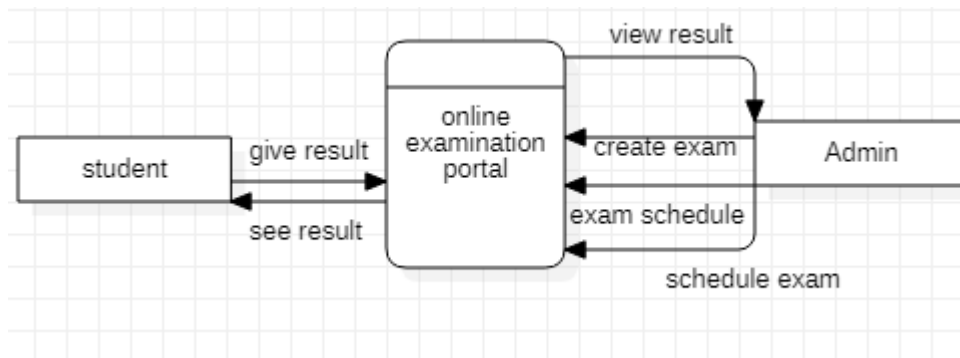 view result
online
examination
portal
student
give result
see result
create exam
Admin
exam schedule
schedule exam